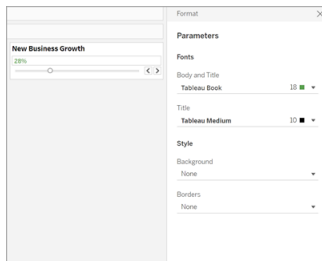 Format
Parameters
Fonts
New Business Growth
28%
Body and Title
Tableau Book 18
Title
Tableau Medium 10
Style
Background
None
Borders
None